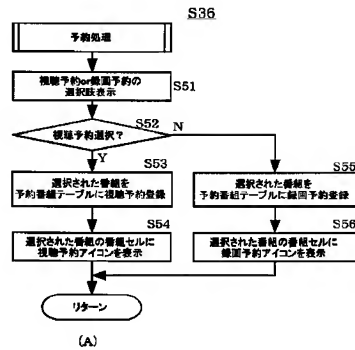 S36
予約処理
視聴予約or録画予約の
選択肢表示
S51
S52
視聴予約選択?
N
Y
S53
選択された番組を
予約番組テーブルに視聴予約登録
S55
選択された番組を
予約番組テーブルに録画予約登録
S54
選択された番組の番組セルに
視聴予約アイコンを表示
S56
選択された番組の番組セルに
録画予約アイコンを表示
リターン
(A)